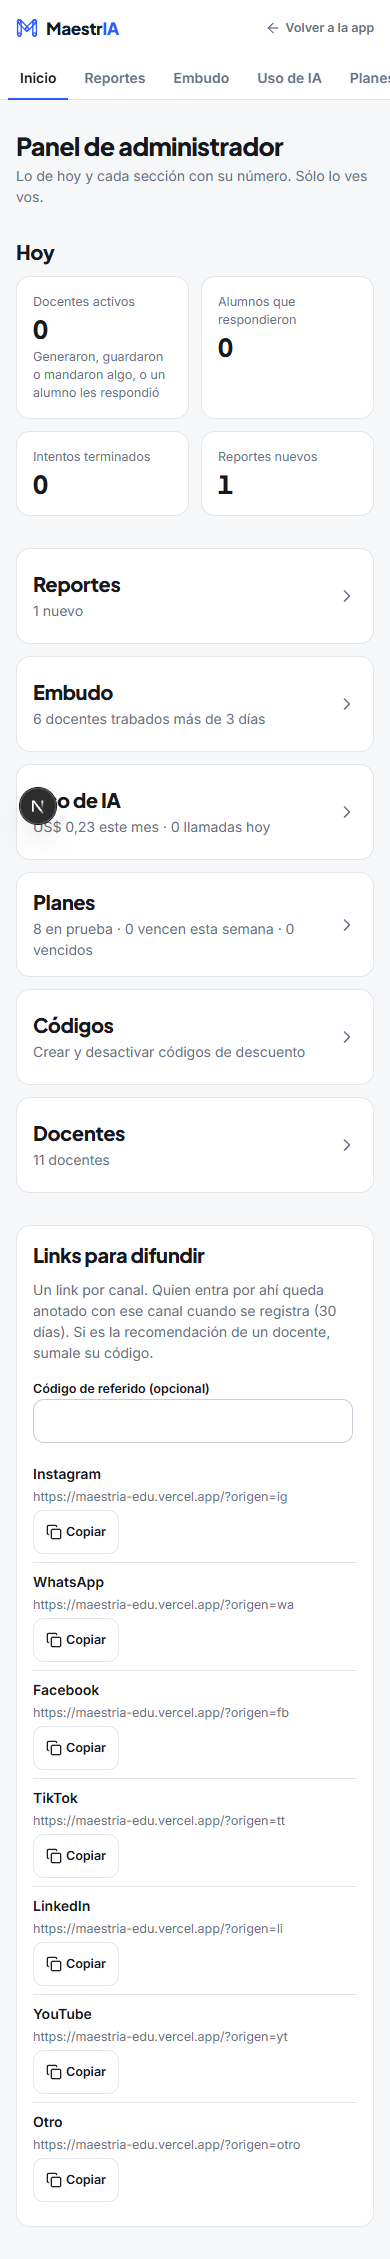 MaestrIA
Volver a la app
Inicio
Reportes
Embudo
Uso de IA
Planes
Panel de administrador
Lo de hoy y cada sección con su número. Sólo lo ves
vos.
Hoy
Docentes activos
0
Generaron, guardaron
o mandaron algo, o un
alumno les respondió
Alumnos que
respondieron
0
Intentos terminados
0
Reportes nuevos
1
Reportes
1 nuevo
Embudo
6 docentes trabados más de 3 días
N
o de IA
US$ 0,23 este mes · 0 llamadas hoy
Planes
8 en prueba · 0 vencen esta semana · 0
vencidos
Códigos
Crear y desactivar códigos de descuento
Docentes
11 docentes
Links para difundir
Un link por canal. Quien entra por ahí queda
anotado con ese canal cuando se registra (30
días). Si es la recomendación de un docente,
sumale su código.
Código de referido (opcional)
Instagram
https://maestria-edu.vercel.app/?origen=ig
Copiar
WhatsApp
https://maestria-edu.vercel.app/?origen=wa
Copiar
Facebook
https://maestria-edu.vercel.app/?origen=fb
Copiar
TikTok
https://maestria-edu.vercel.app/?origen=tt
Copiar
LinkedIn
https://maestria-edu.vercel.app/?origen=li
Copiar
YouTube
https://maestria-edu.vercel.app/?origen=yt
Copiar
Otro
https://maestria-edu.vercel.app/?origen=otro
Copiar